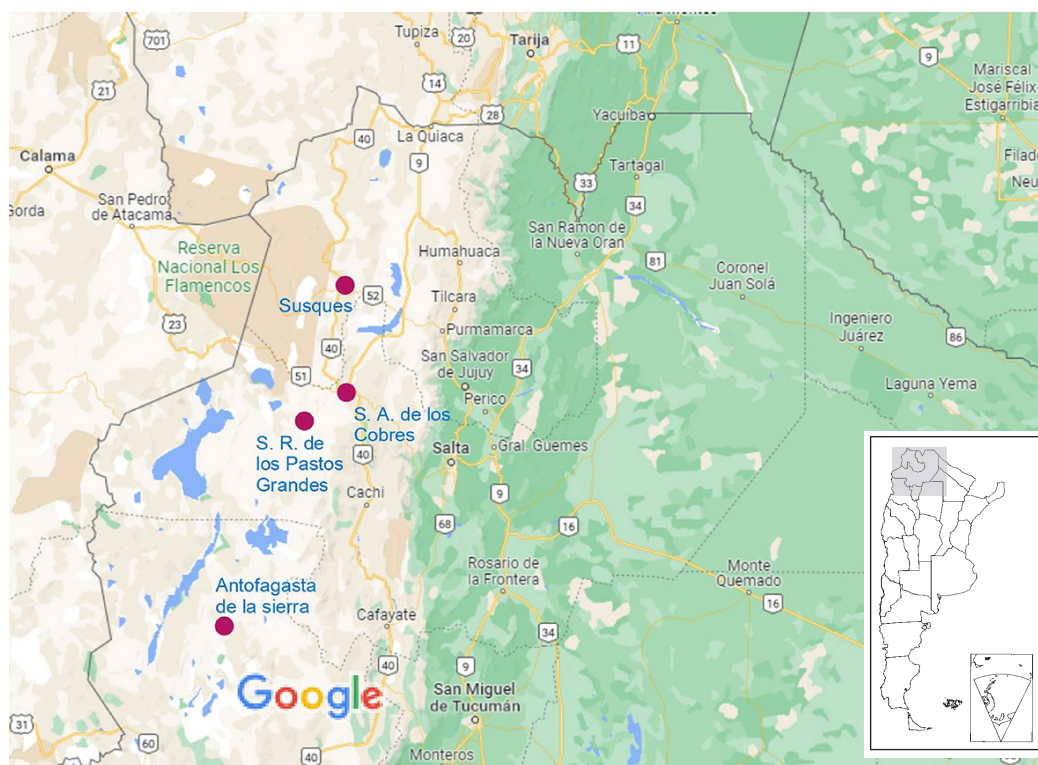 Tupiza
20
Tarija
11
701
9
Mariscal
José Félix
Estigarribia
21
14
28
Yacuiba
La Quiaca
40
9
Calama
Tartagal
33
San Pedro
de Atacama
34
Gorda
San Ramon de
la Nueva Oran
Reserva
Nacional Los
Flamencos
Humahuaca
81
Coronel
Juan Solá
Susques
52
Tilcara
Ingeniero
Juárez
23
Purmamarca
86
40
San Salvador
de Jujuy
34
51
Laguna Yema
Perico
S. A. de los
Cobres
S. R. de
los Pastos
Grandes
40
Salta
Gral. Guemes
Cachi
9
68
16
Rosario de
la Frontera
Monte
Quemado
16
Antofagasta
de la sierra
Cafayate
34
40
9
Google
San Miguel
de Tucumán
31
60
40
Monteros